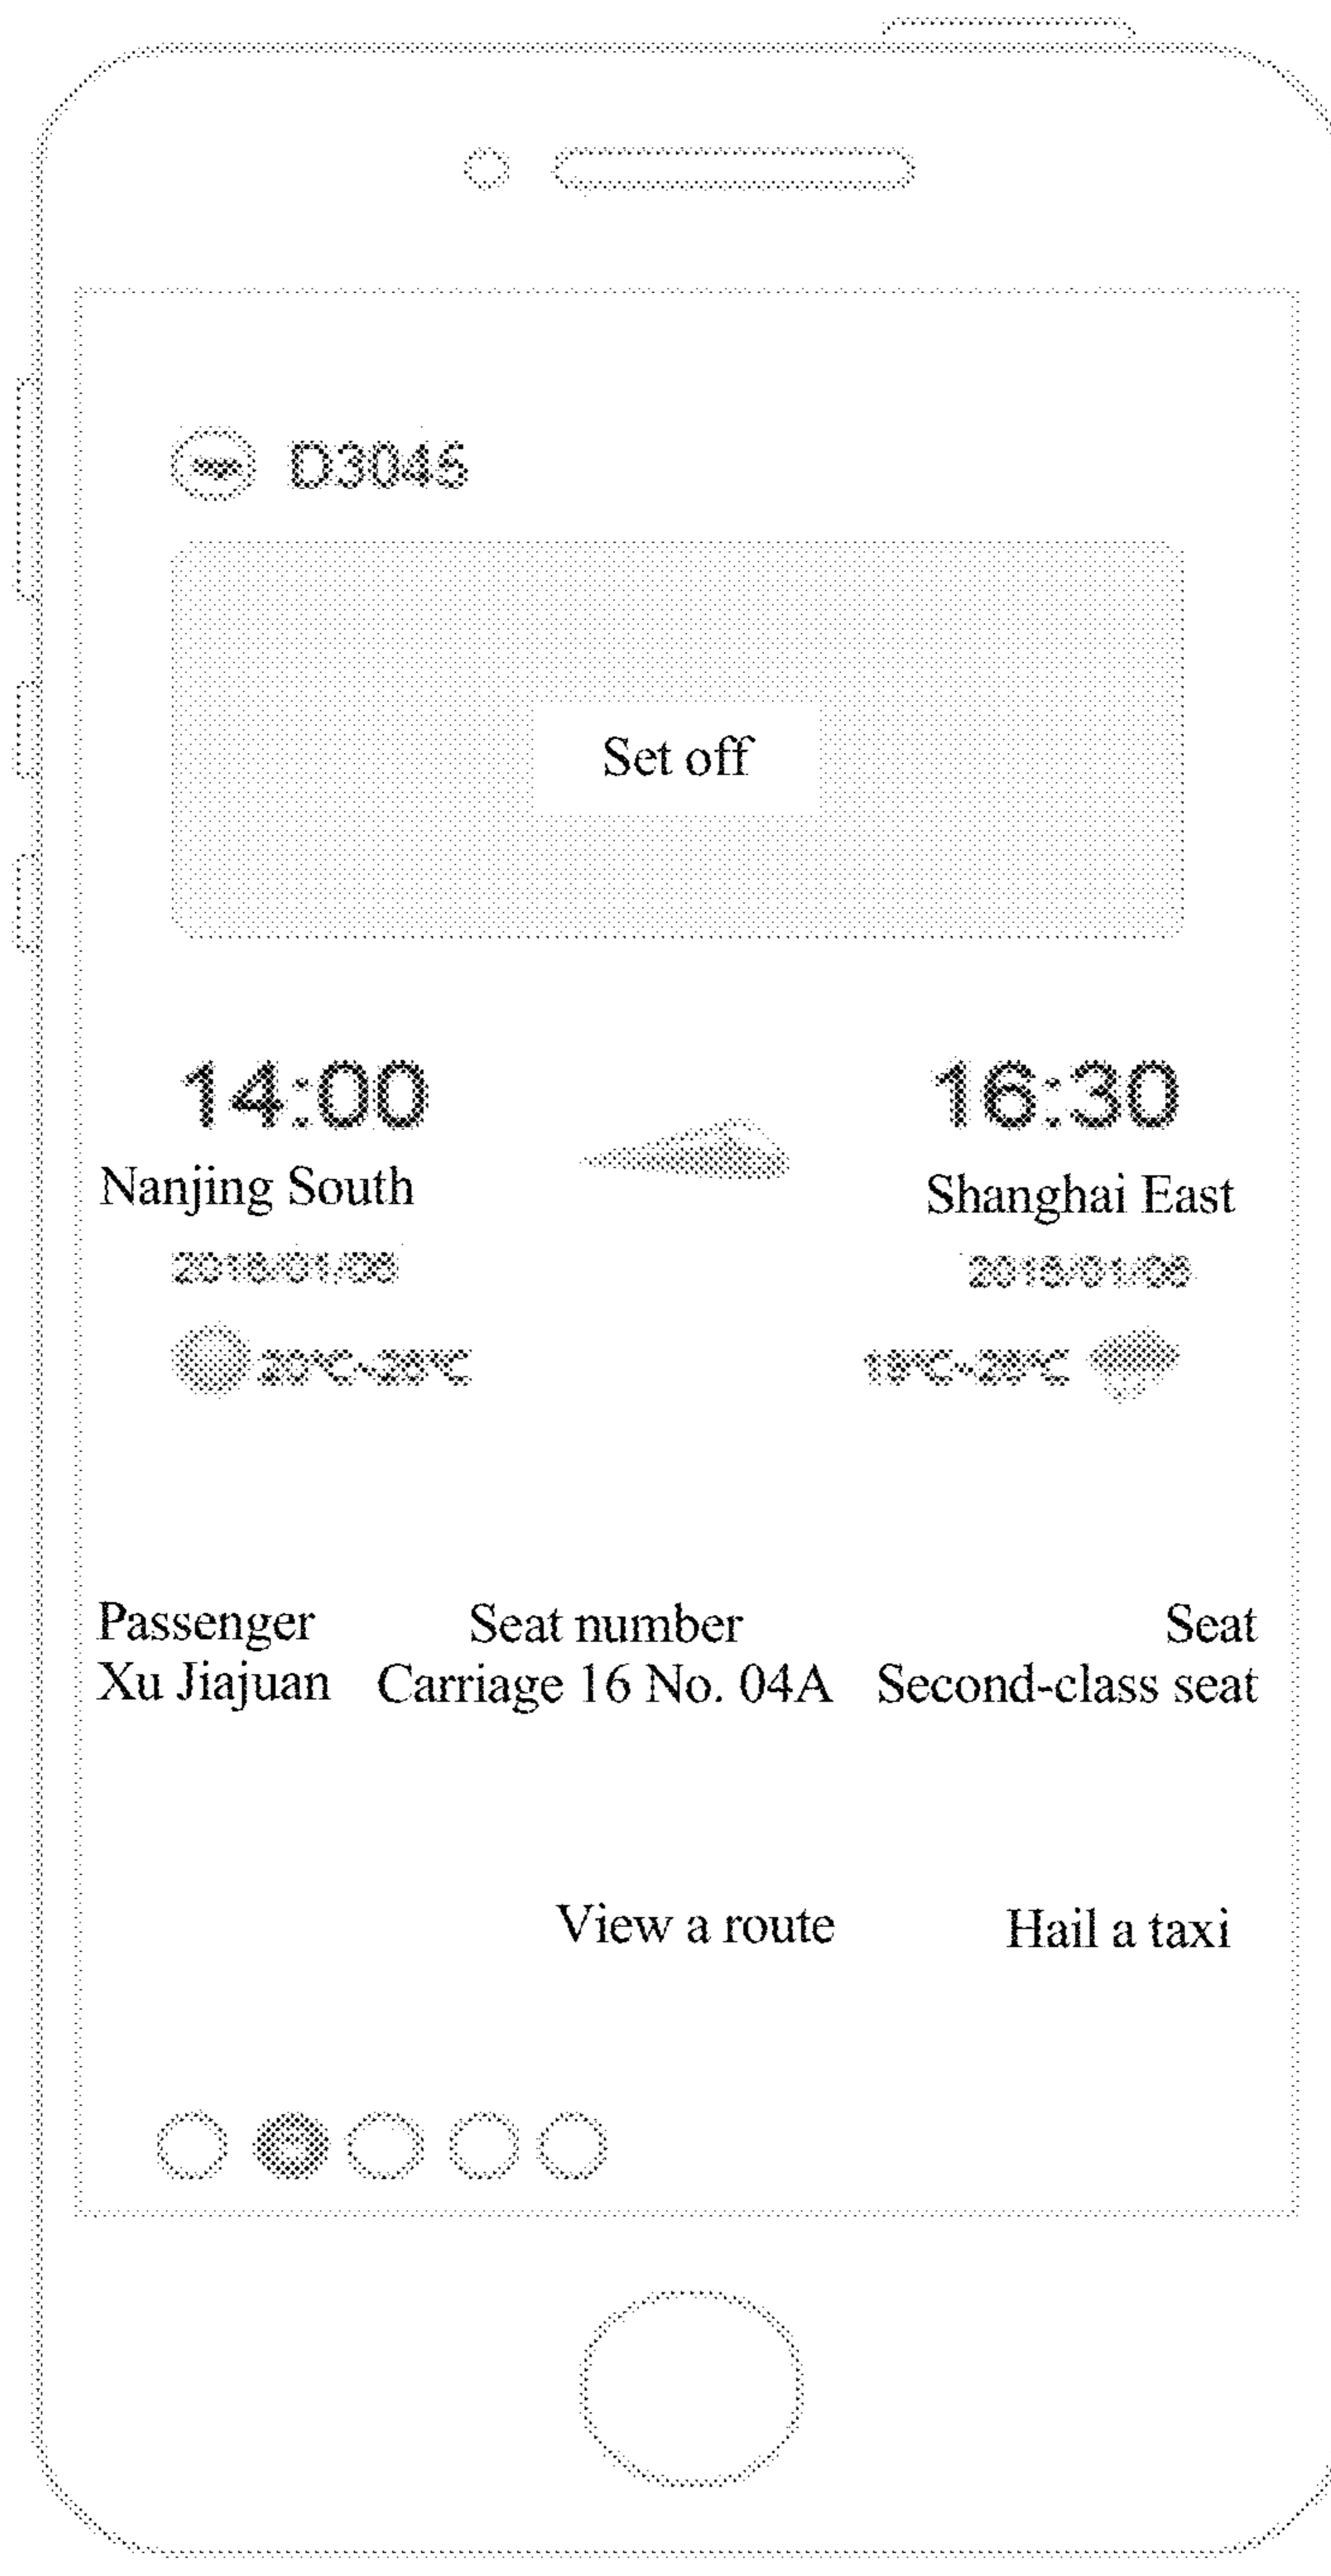 D3045
Set off
14:00 16:30
Nanjing South Shanghai East
Passenger Seat number Seat
Xu Jiajuan Carriage 16 No. 04A Second-class seat
View a route Hail a taxi